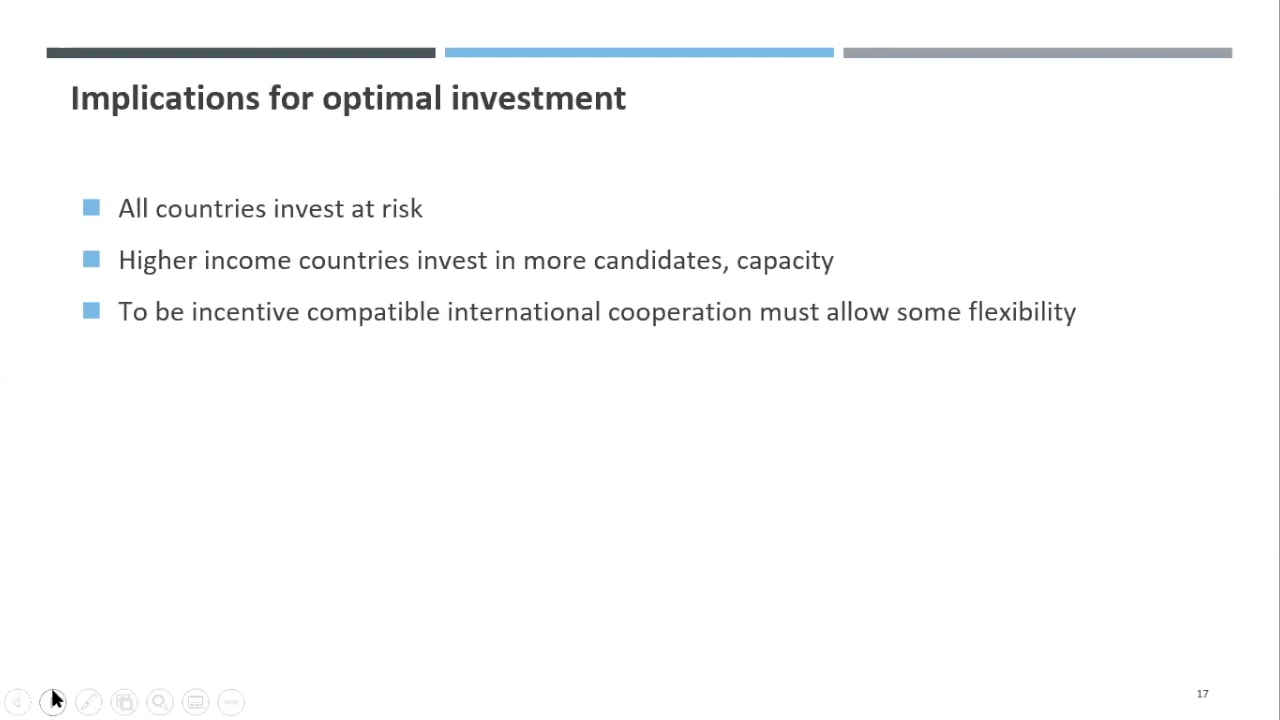 Implications for optimal investment
All countries invest at risk
Higher income countries invest in more candidates, capacity
To be incentive compatible international cooperation must allow some flexibility
17